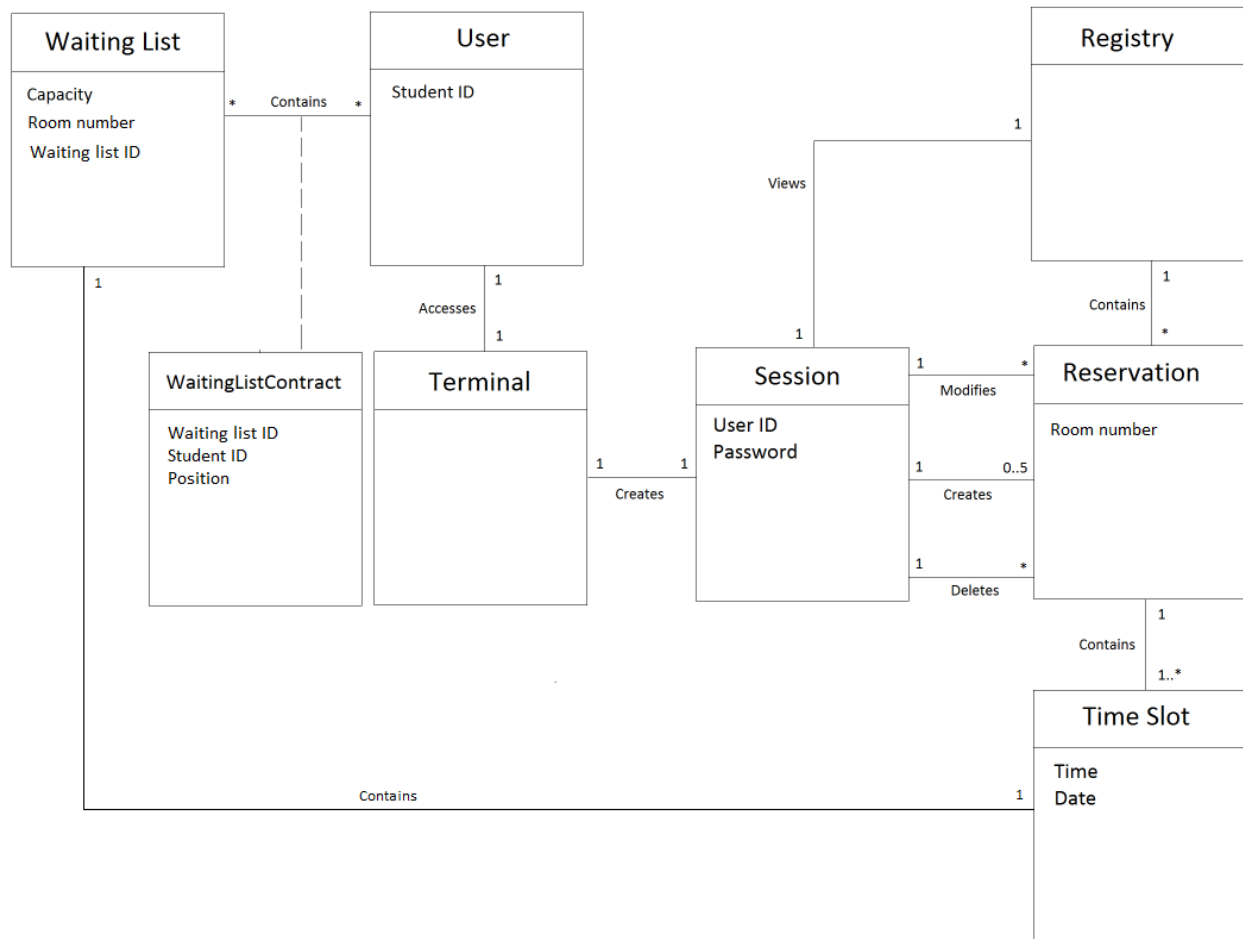 Waiting List
Capacity
Room number
Waiting list ID
* Contains *
User
Student ID
Registry
1
Views
1
1
Accesses
1
1
Contains
*
1
WaitingListContract
Waiting list ID
Student ID
Position
Terminal
1 1
Creates
Session
User ID
Password
1 *
Modifies
1 0..5
Creates
1 *
Deletes
Reservation
Room number
1
Contains
1..*
Time Slot
Time
Date
Contains
1